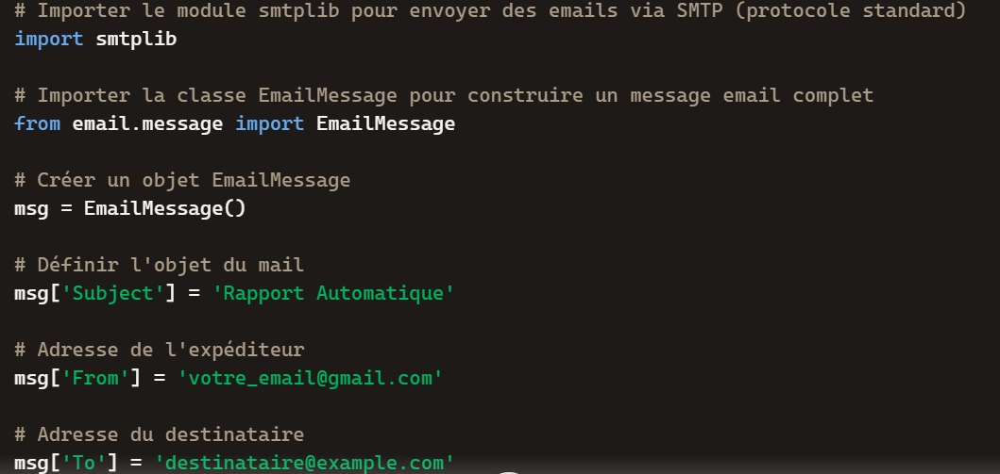 # Importer le module smtplib pour envoyer des emails via SMTP (protocole standard)
import smtplib
# Importer la classe EmailMessage pour construire un message email complet
from email.message import EmailMessage
# Créer un objet EmailMessage
msg = EmailMessage()
# Définir l'objet du mail
msg['Subject'] = 'Rapport Automatique'
# Adresse de l'expéditeur
msg['From'] = 'votre_email@gmail.com'
# Adresse du destinataire
msg['To'] = 'destinataire@example.com'